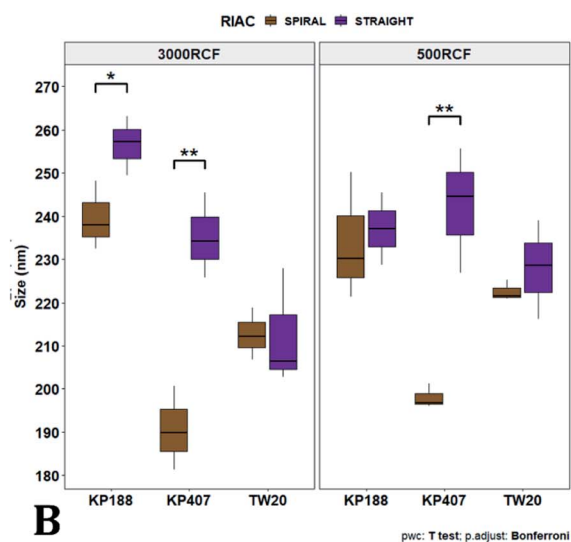 RIAC SPIRAL STRAIGHT
3000RCF 500RCF
270
260
250
240
230
220
210
200
190
180
Size (nm)
* ** **
KP188 KP407 TW20 KP188 KP407 TW20
B
pwc: T test; p.adjust: Bonferroni